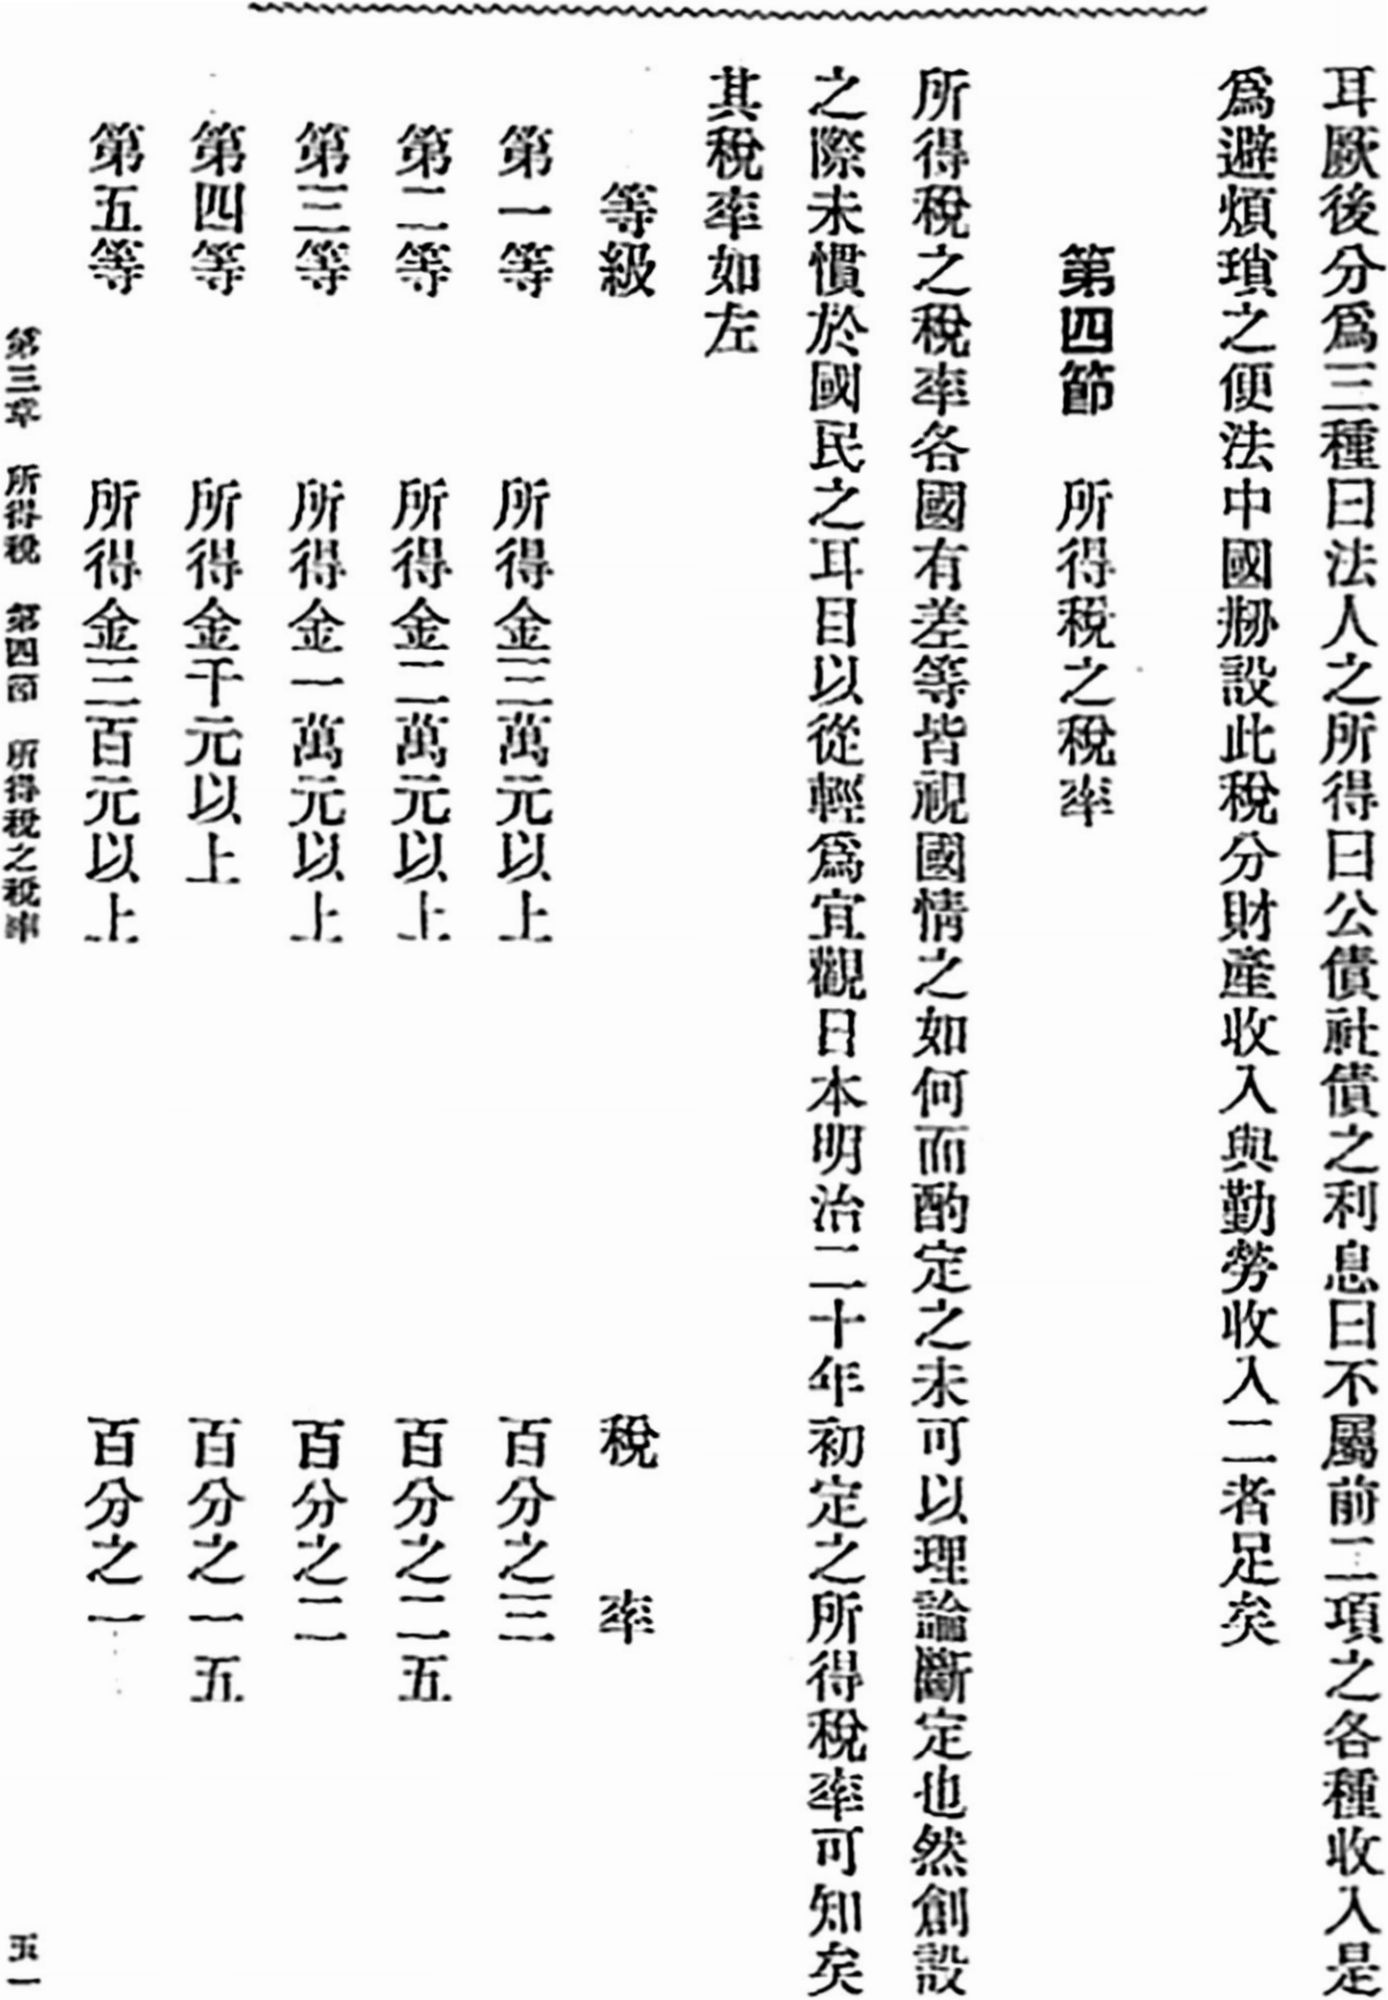 耳厥後分爲三種曰法人之所得曰公債社債之利息曰不屬前二項之各種收入是
爲避煩瑣之便法中國刱設此稅分財產收入與勤勞收入二者足矣
第四節　所得稅之稅率
所得稅之稅率各國有差等皆視國情之如何而酌定之未可以理論斷定也然創設
之際未慣於國民之耳目以從輕爲宜觀日本明治二十年初定之所得稅率可知矣
其稅率如左
等級　稅率
第一等　所得金三萬元以上　百分之三
第二等　所得金二萬元以上　百分之二五
第三等　所得金一萬元以上　百分之二
第四等　所得金千元以上　百分之一五
第五等　所得金三百元以上　百分之一
第三章　所得稅　第四節　所得稅之稅率　五一